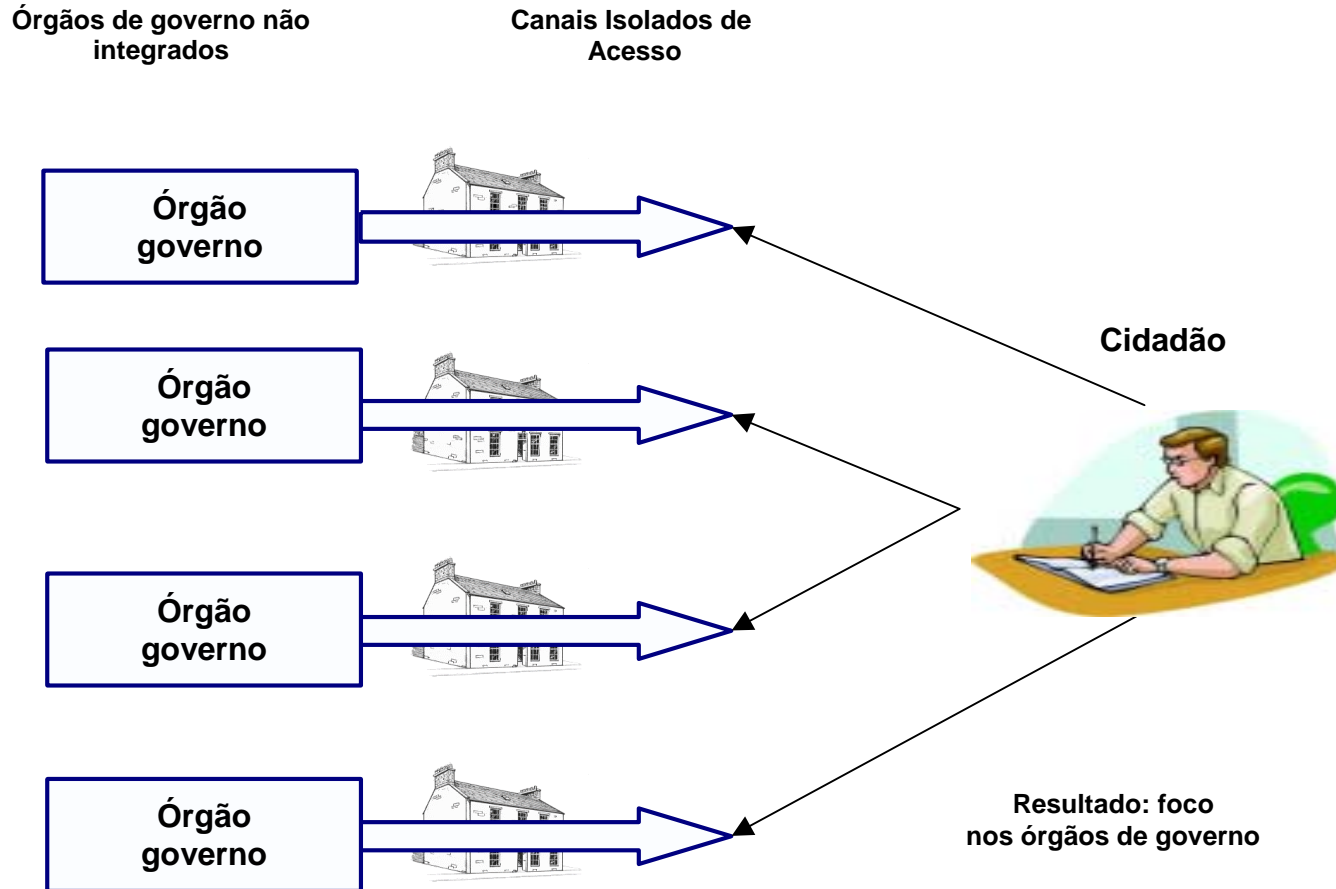 Órgãos de governo não
integrados
Canais Isolados de
Acesso
Órgão
governo
Órgão
governo
Cidadão
Órgão
governo
Órgão
governo
Resultado: foco
nos órgãos de governo